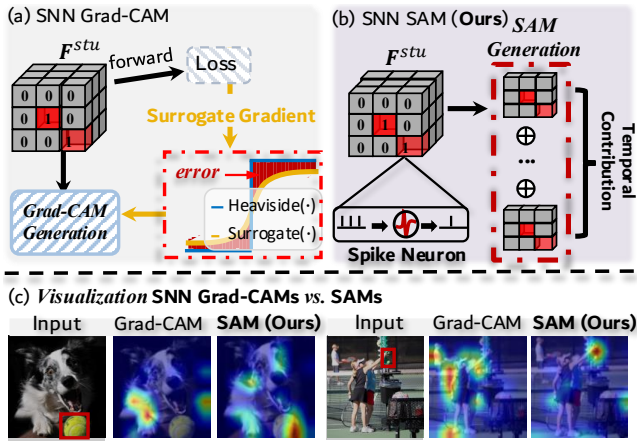 (a) SNN Grad-CAM
F^stu
forward
Loss
0 0 0
0 1 0
0 0 1
Surrogate Gradient
error
Heaviside(·)
Surrogate(·)
Grad-CAM
Generation
(b) SNN SAM (Ours)
F^stu
SAM
Generation
0 0 0
0 1 0
0 0 1
...
Temporal
Contribution
Spike Neuron
(c) Visualization SNN Grad-CAMs vs. SAMs
Input Grad-CAM SAM (Ours) Input Grad-CAM SAM (Ours)